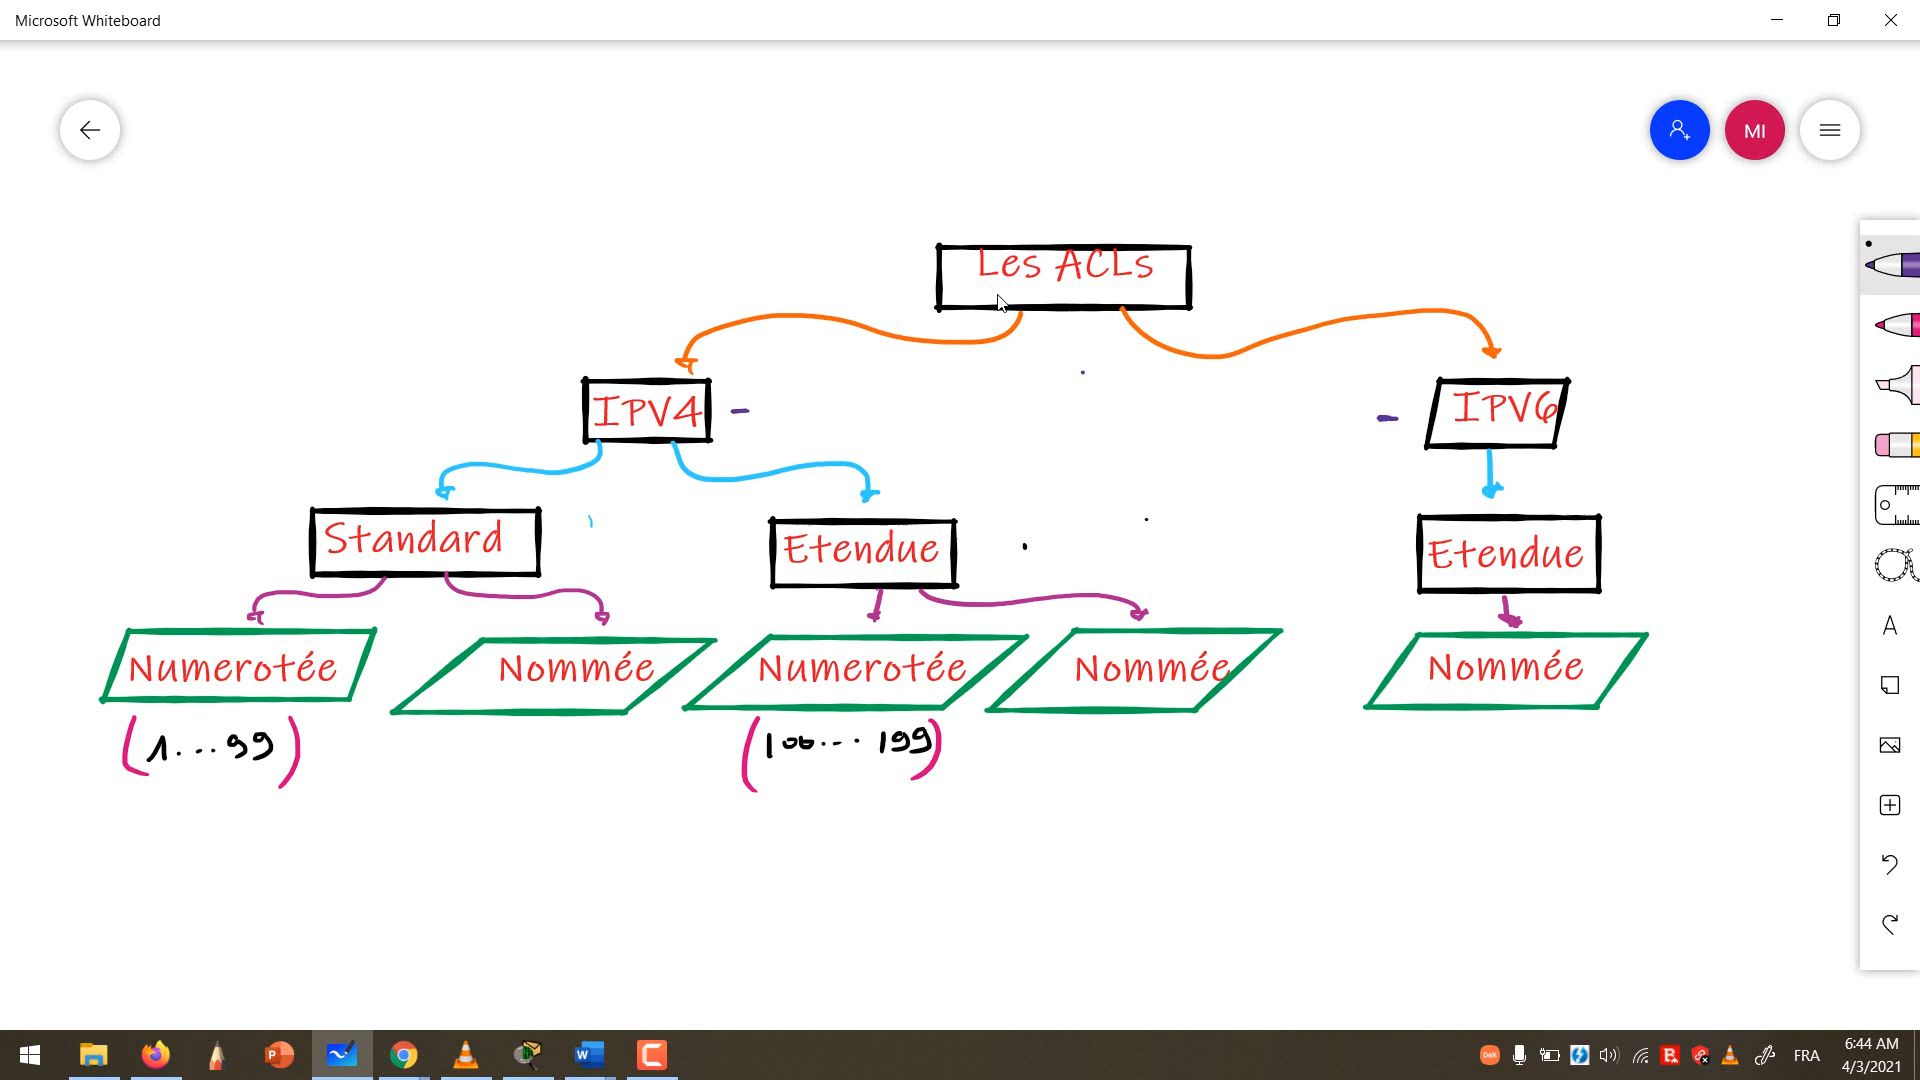 Microsoft Whiteboard
MI
Les ACLs
IPV4 -
- IPV6
Standard
Etendue
Etendue
Numerotée
Nommée
Numerotée
Nommée
Nommée
(1...99)
(100... 199)
A
DeX
FRA
6:44 AM
4/3/2021